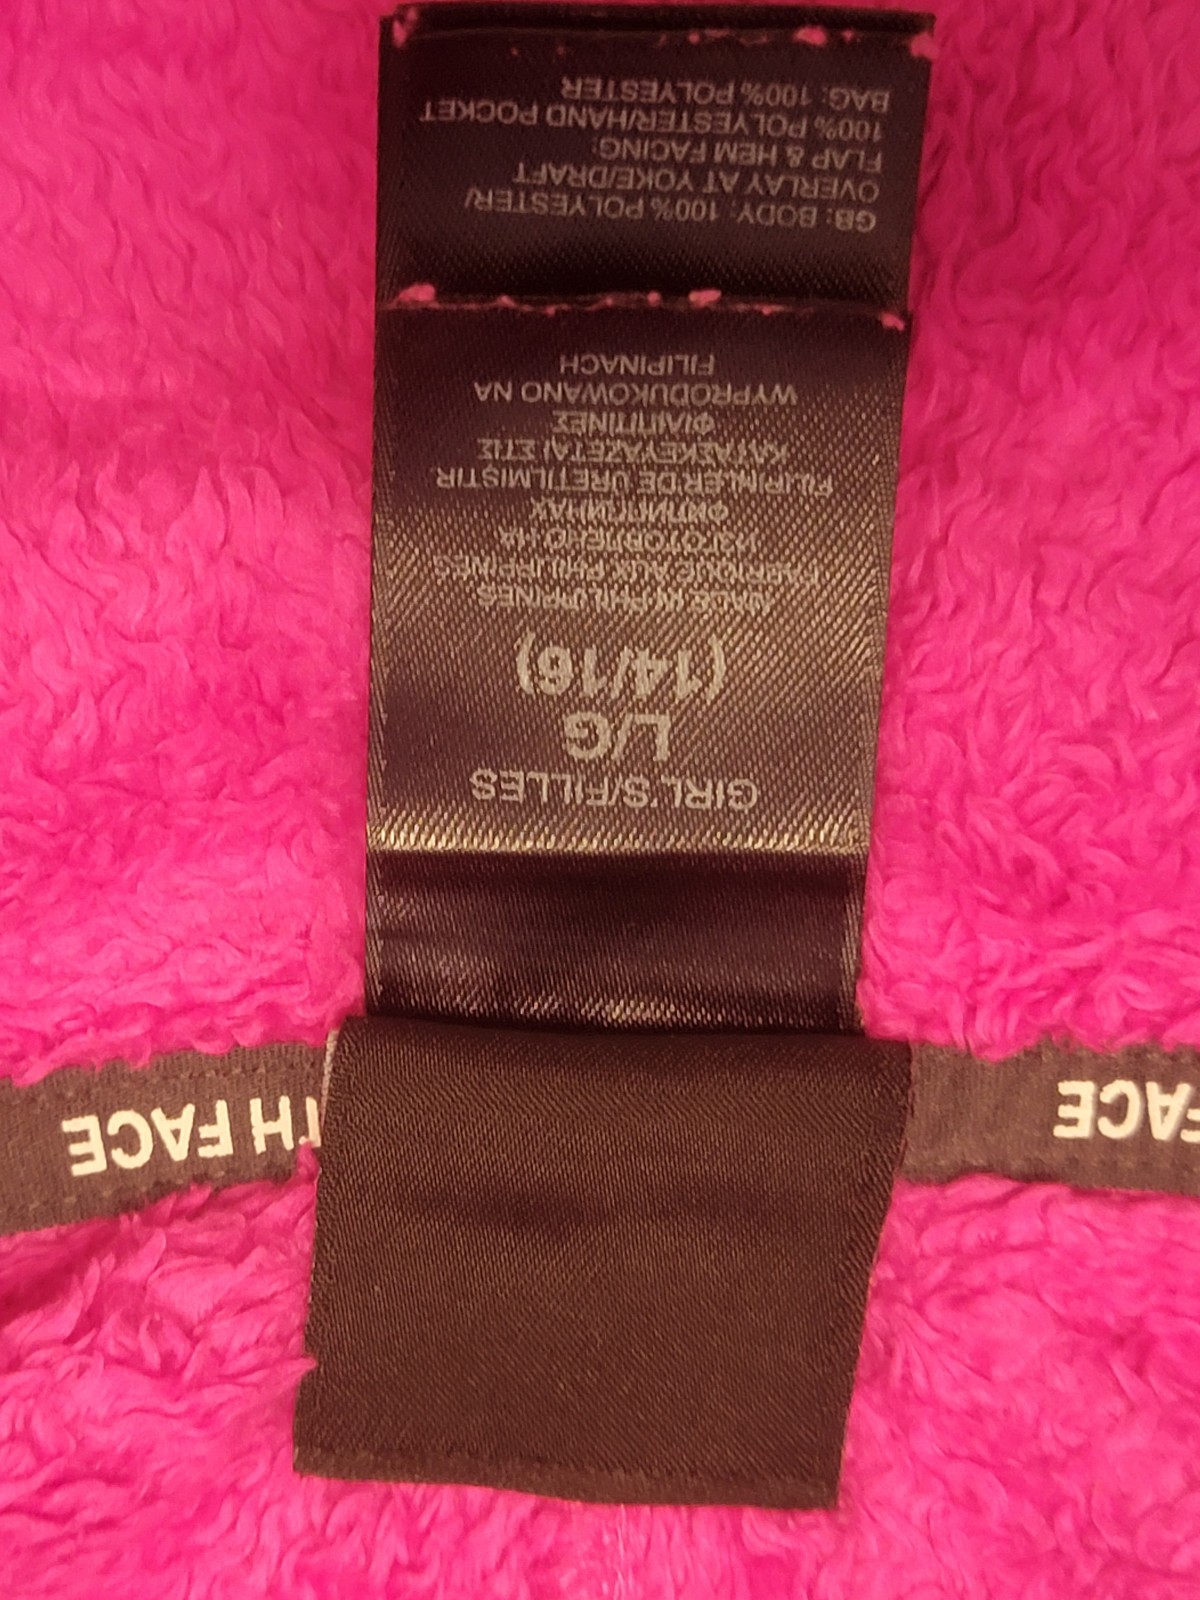 TH FACE
FACE
GIRL'S/FILLES
L/G
(14/16)
MADE IN PHILIPPINES
FABRIQUÉ AUX PHILIPPINES
ИЗГОТОВЛЕНО НА
ФИЛИППИНАХ
FILIPINLER'DE URETILMISTIR
ΚΑΤΑΣΚΕΥΑΖΕΤΑΙ ΣΤΙΣ
ΦΙΛΙΠΠΙΝΕΣ
WYPRODUKOWANO NA
FILIPINACH
GB: BODY: 100% POLYESTER/
OVERLAY AT YOKE/DRAFT
FLAP & HEM FACING:
100% POLYESTER/HAND POCKET
BAG: 100% POLYESTER